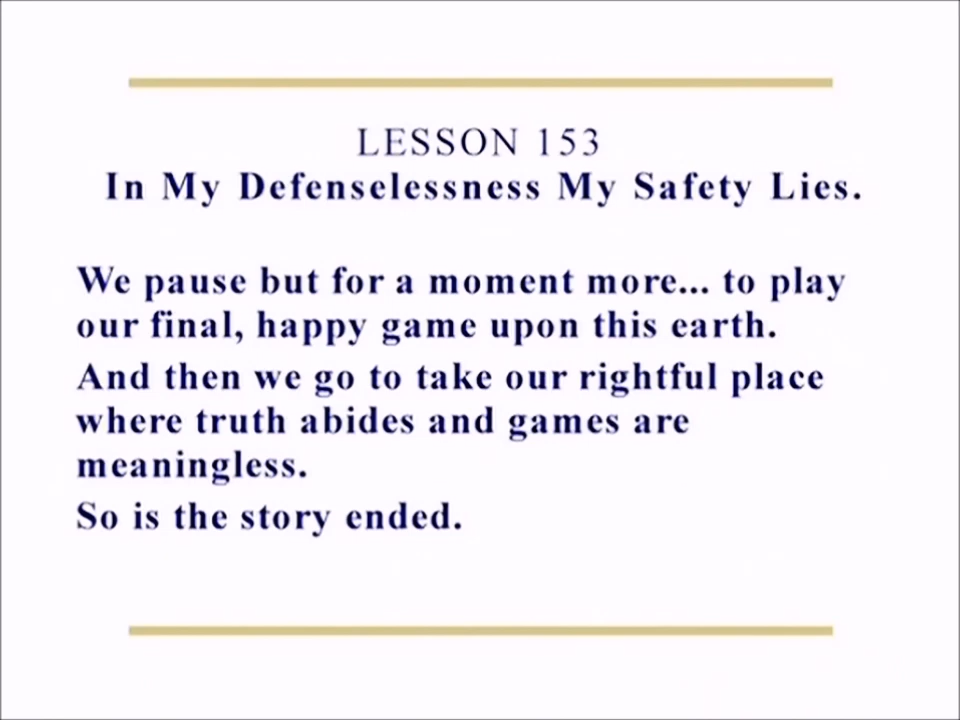 LESSON 153
In My Defenselessness My Safety Lies.
We pause but for a moment more... to play
our final, happy game upon this earth.
And then we go to take our rightful place
where truth abides and games are
meaningless.
So is the story ended.